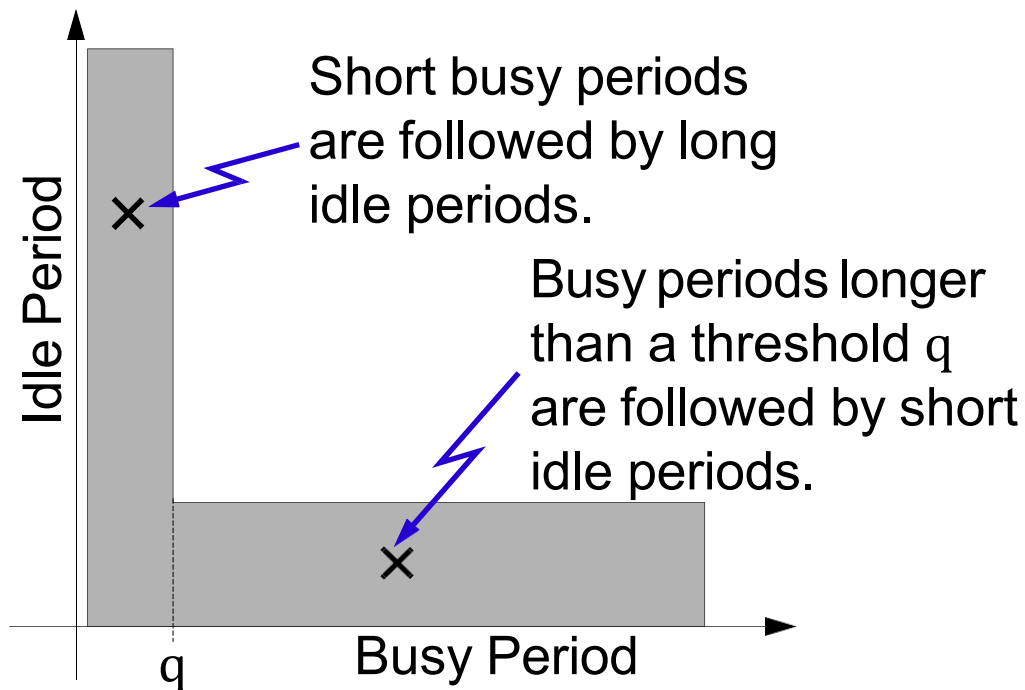 Short busy periods
are followed by long
idle periods.
Idle Period
Busy periods longer
than a threshold q
are followed by short
idle periods.
q
Busy Period